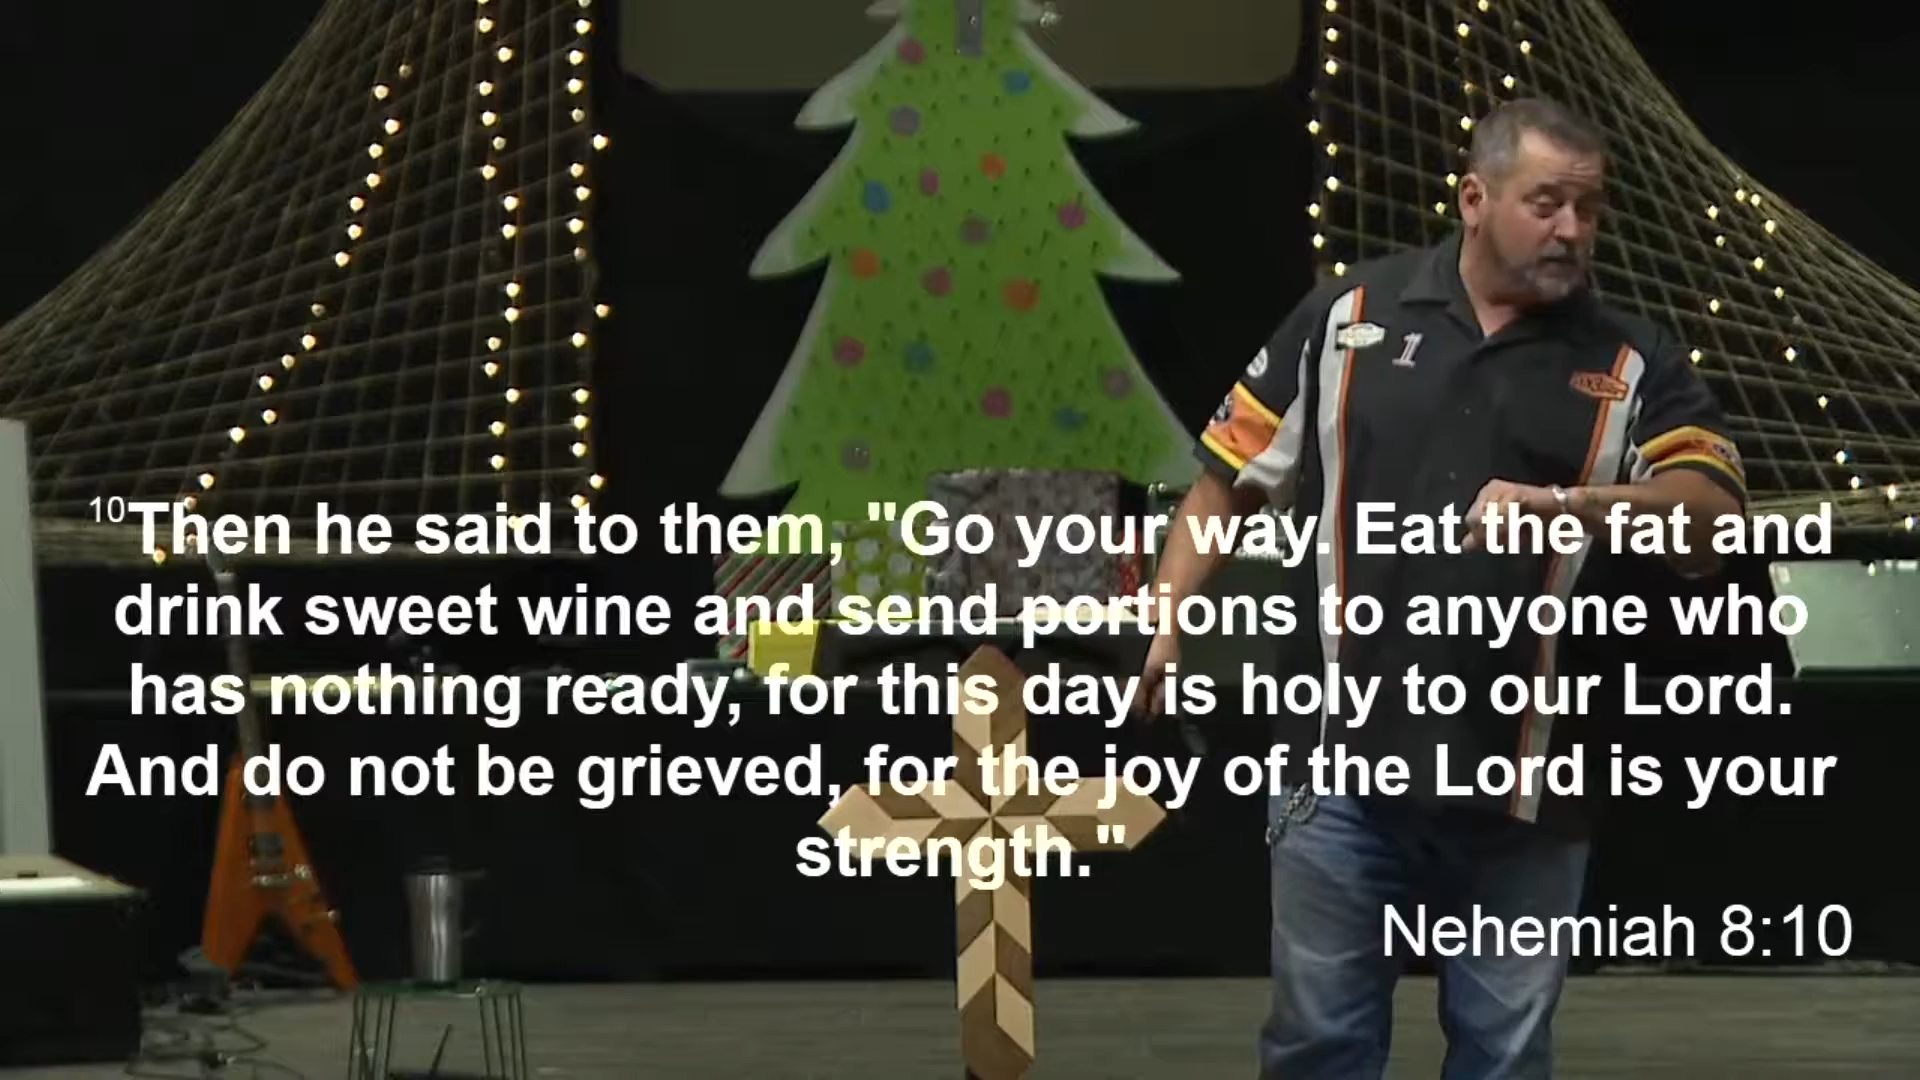 10Then he said to them, "Go your way. Eat the fat and
drink sweet wine and send portions to anyone who
has nothing ready, for this day is holy to our Lord.
And do not be grieved, for the joy of the Lord is your
strength."
Nehemiah 8:10
1